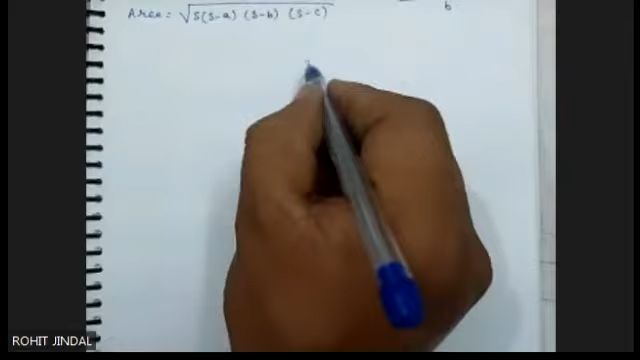 Area = √S(S-a) (S-b) (S-c)
b
ROHIT JINDAL